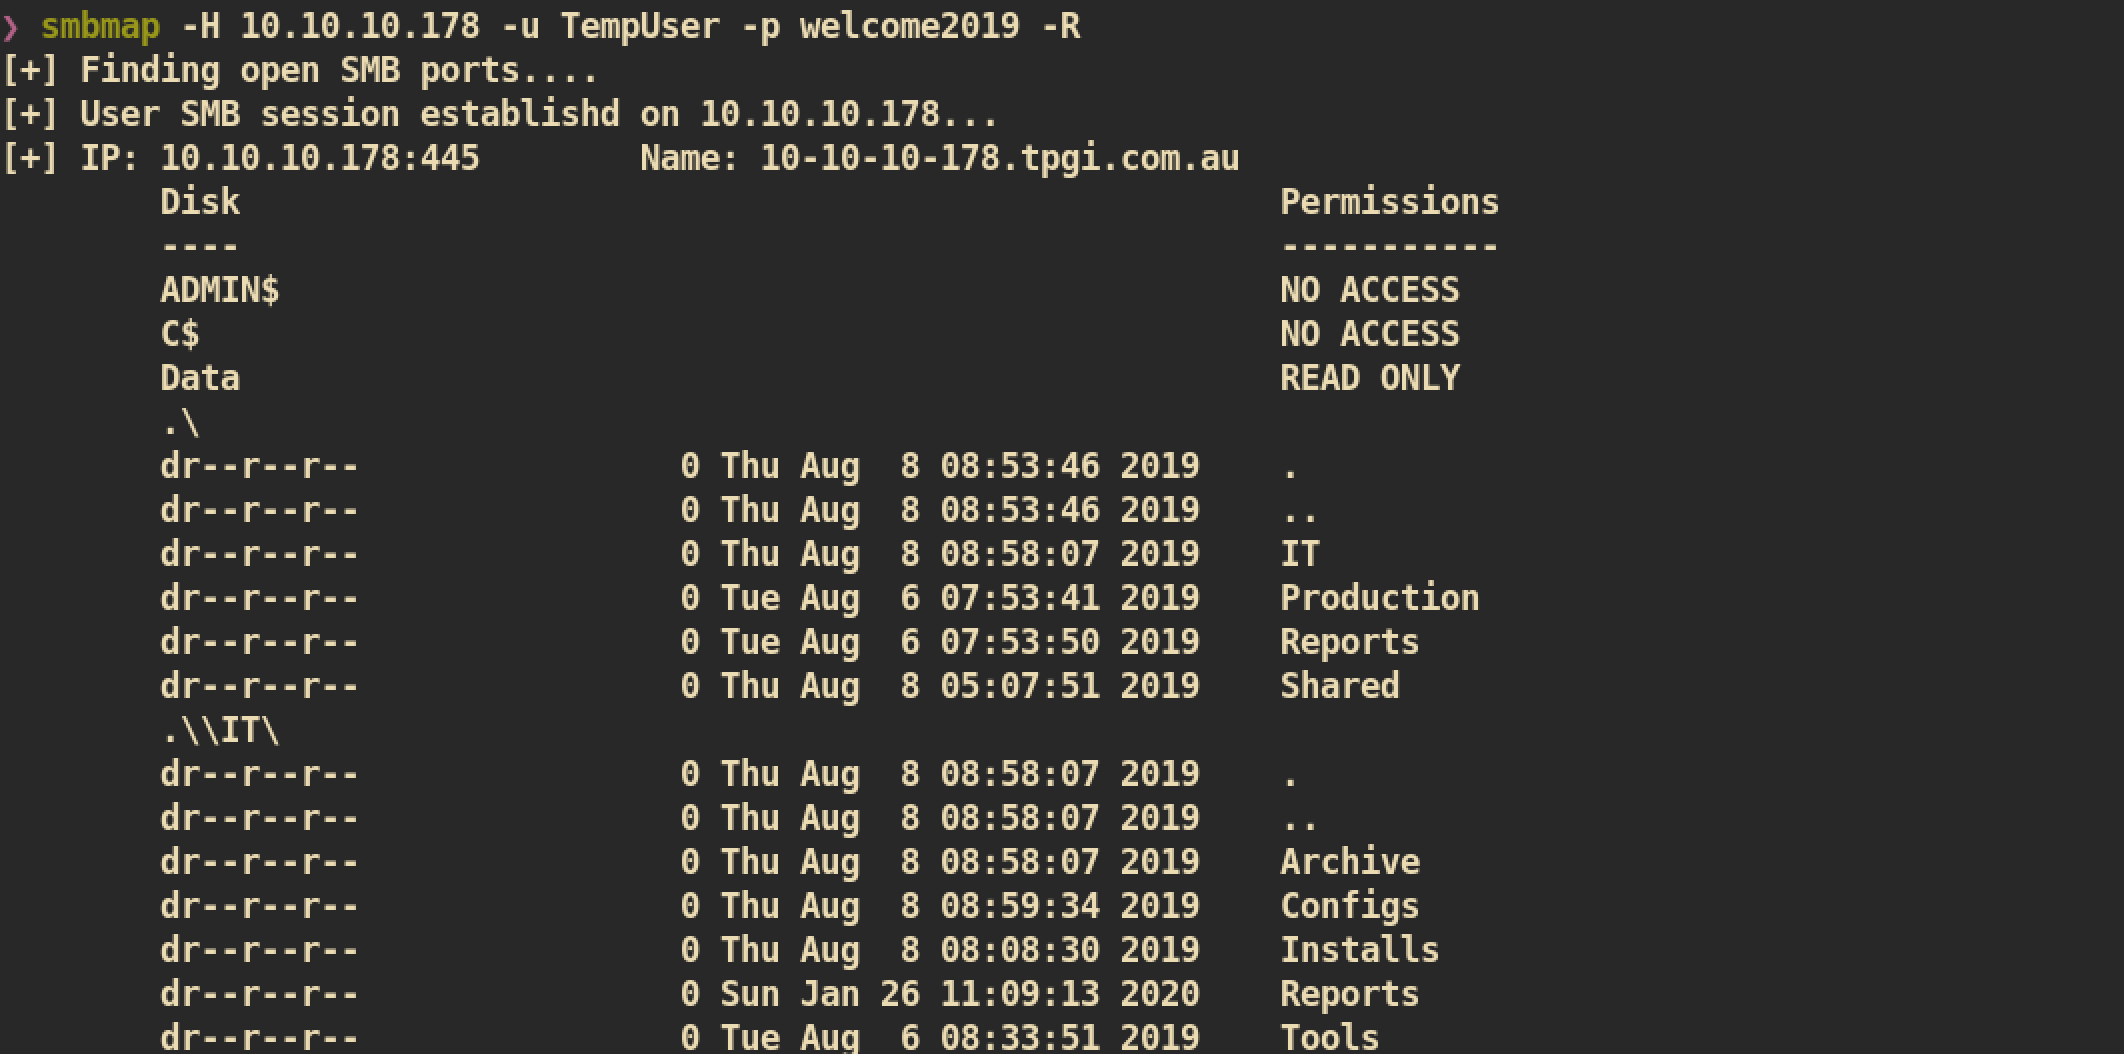 ❯ smbmap -H 10.10.10.178 -u TempUser -p welcome2019 -R
[+] Finding open SMB ports....
[+] User SMB session establishd on 10.10.10.178...
[+] IP: 10.10.10.178:445        Name: 10-10-10-178.tpgi.com.au
        Disk                                                    Permissions
        ----                                                    -----------
        ADMIN$                                                  NO ACCESS
        C$                                                      NO ACCESS
        Data                                                    READ ONLY
        .\
        dr--r--r--                0 Thu Aug  8 08:53:46 2019    .
        dr--r--r--                0 Thu Aug  8 08:53:46 2019    ..
        dr--r--r--                0 Thu Aug  8 08:58:07 2019    IT
        dr--r--r--                0 Tue Aug  6 07:53:41 2019    Production
        dr--r--r--                0 Tue Aug  6 07:53:50 2019    Reports
        dr--r--r--                0 Thu Aug  8 05:07:51 2019    Shared
        .\\IT\
        dr--r--r--                0 Thu Aug  8 08:58:07 2019    .
        dr--r--r--                0 Thu Aug  8 08:58:07 2019    ..
        dr--r--r--                0 Thu Aug  8 08:58:07 2019    Archive
        dr--r--r--                0 Thu Aug  8 08:59:34 2019    Configs
        dr--r--r--                0 Thu Aug  8 08:08:30 2019    Installs
        dr--r--r--                0 Sun Jan 26 11:09:13 2020    Reports
        dr--r--r--                0 Tue Aug  6 08:33:51 2019    Tools